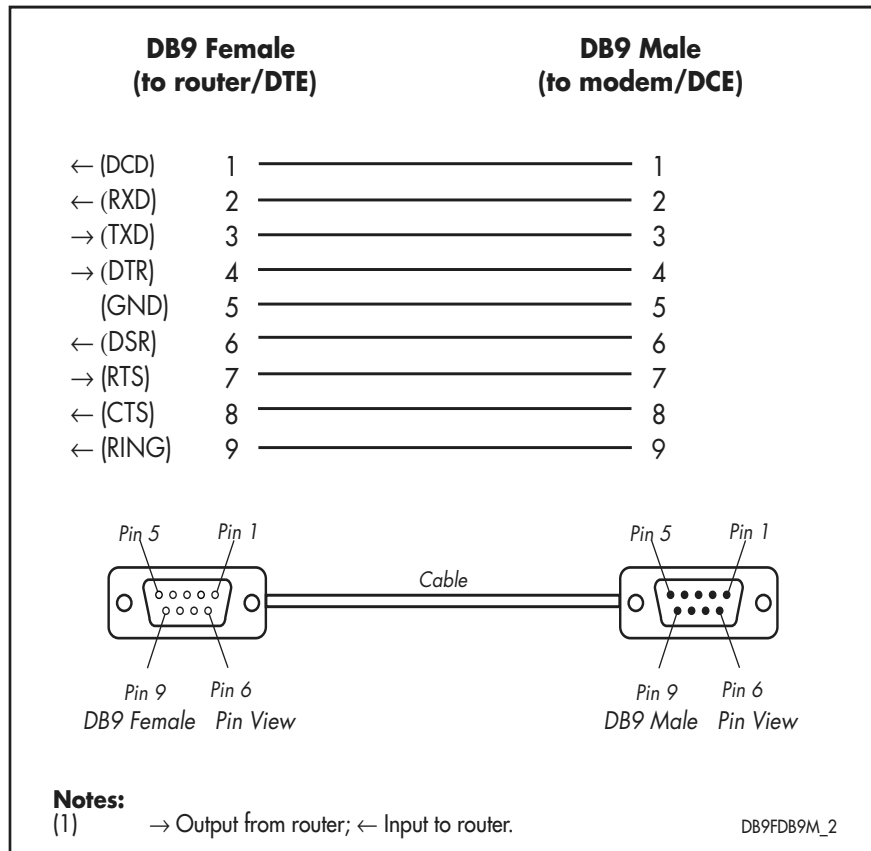 DB9 Female DB9 Male
(to router/DTE) (to modem/DCE)
← (DCD) 1 1
← (RXD) 2 2
→ (TXD) 3 3
→ (DTR) 4 4
(GND) 5 5
← (DSR) 6 6
→ (RTS) 7 7
← (CTS) 8 8
← (RING) 9 9
Pin 5 Pin 1 Pin 5 Pin 1
Cable
Pin 9 Pin 6 Pin 9 Pin 6
DB9 Female Pin View DB9 Male Pin View
Notes:
(1) → Output from router; ← Input to router. DB9FDB9M_2